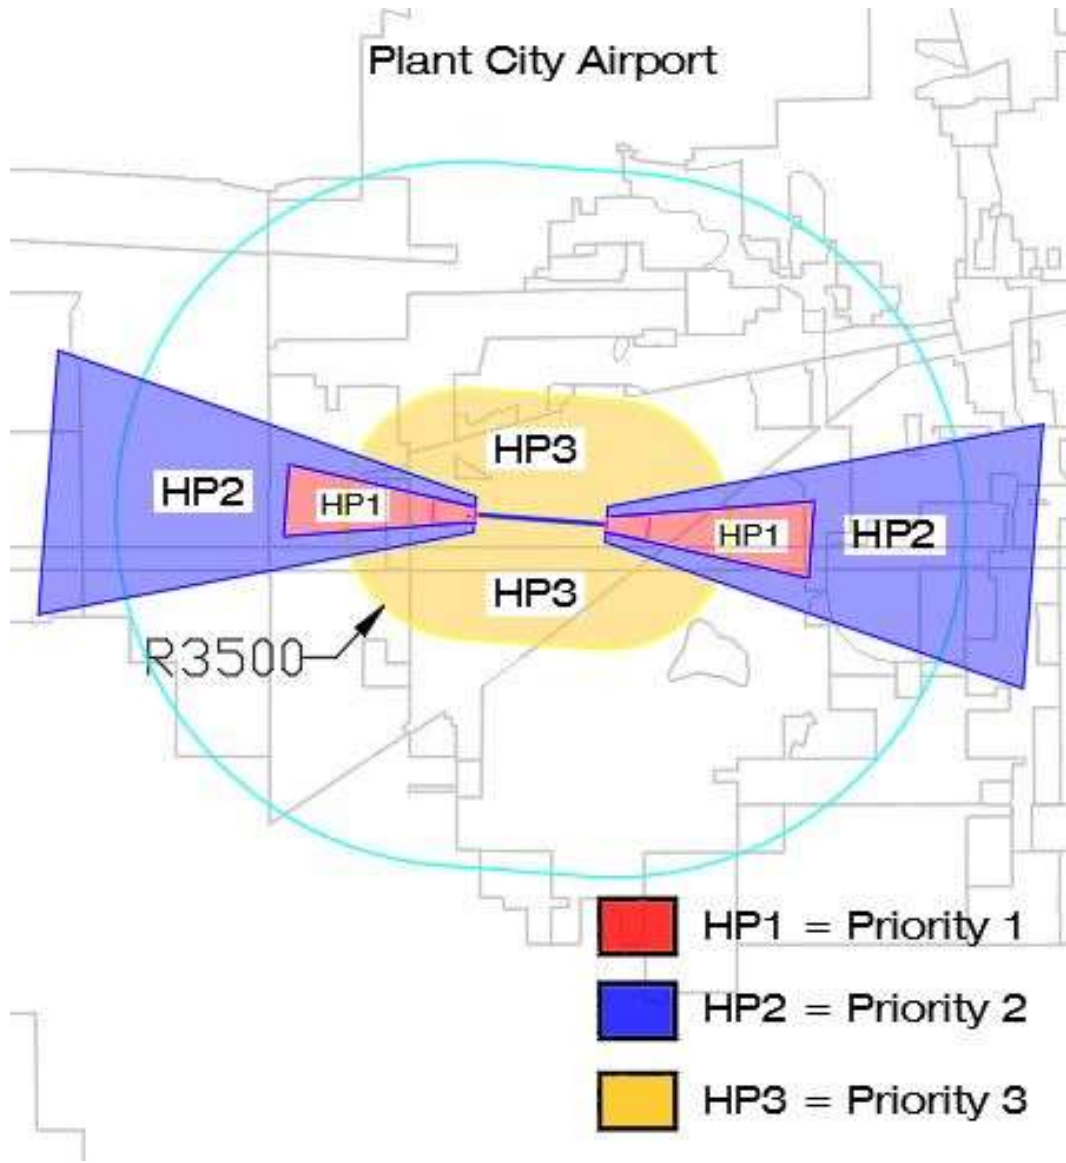 Plant City Airport
HP3
HP2
HP1
HP1
HP2
HP3
R3500
HP1 = Priority 1
HP2 = Priority 2
HP3 = Priority 3